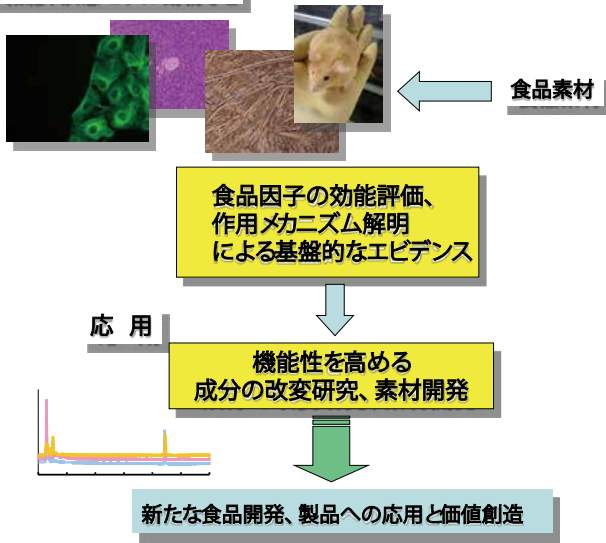 食品素材
食品因子の効能評価、
作用メカニズム解明
による基盤的なエビデンス
応 用
機能性を高める
成分の改変研究、素材開発
新たな食品開発、製品への応用と価値創造